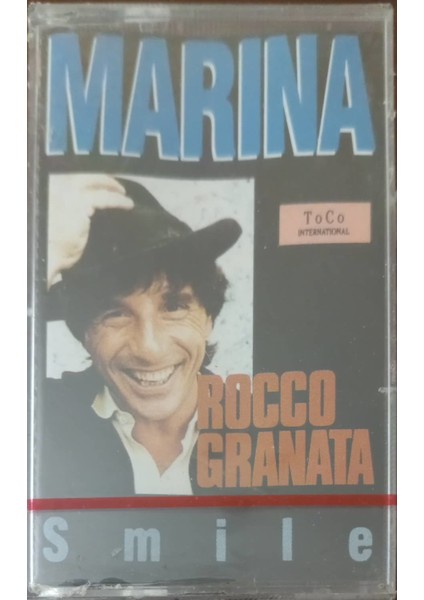 MARINA
ToCo
INTERNATIONAL
ROCCO
GRANATA
Smile